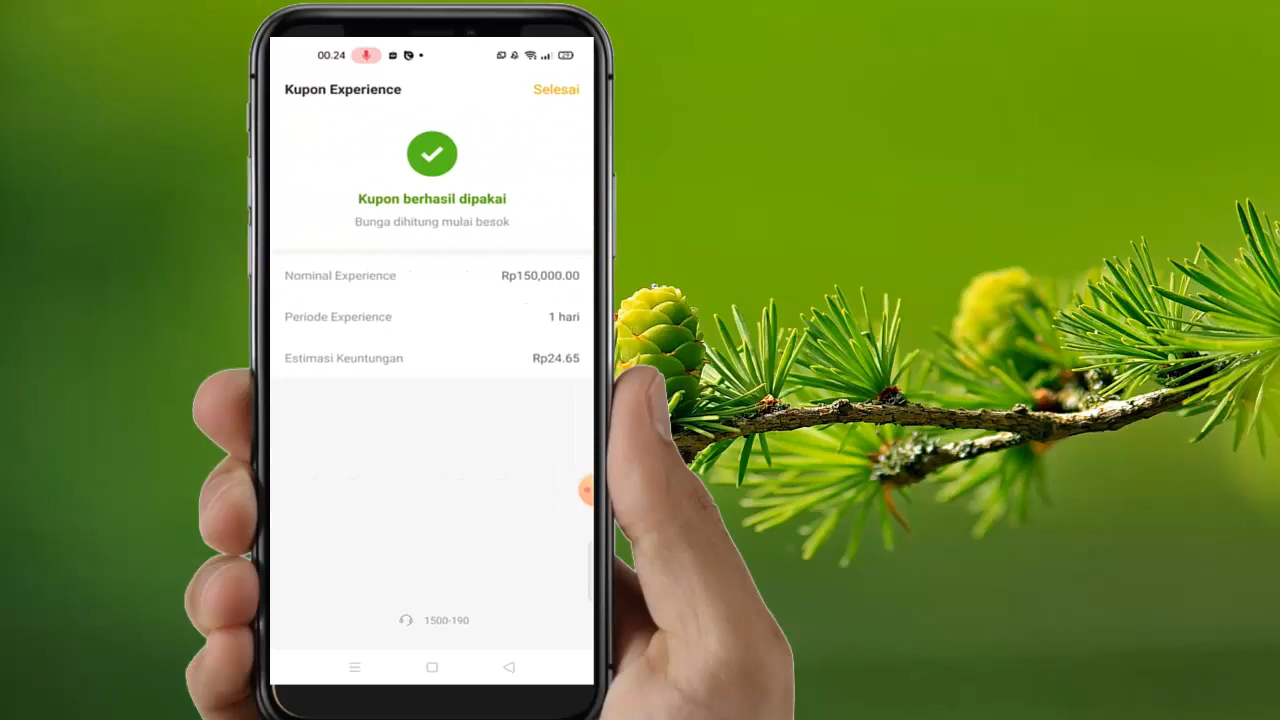 00.24
29
Kupon Experience
Selesai
Kupon berhasil dipakai
Bunga dihitung mulai besok
Nominal Experience Rp150,000.00
Periode Experience 1 hari
Estimasi Keuntungan Rp24.65
1500-190